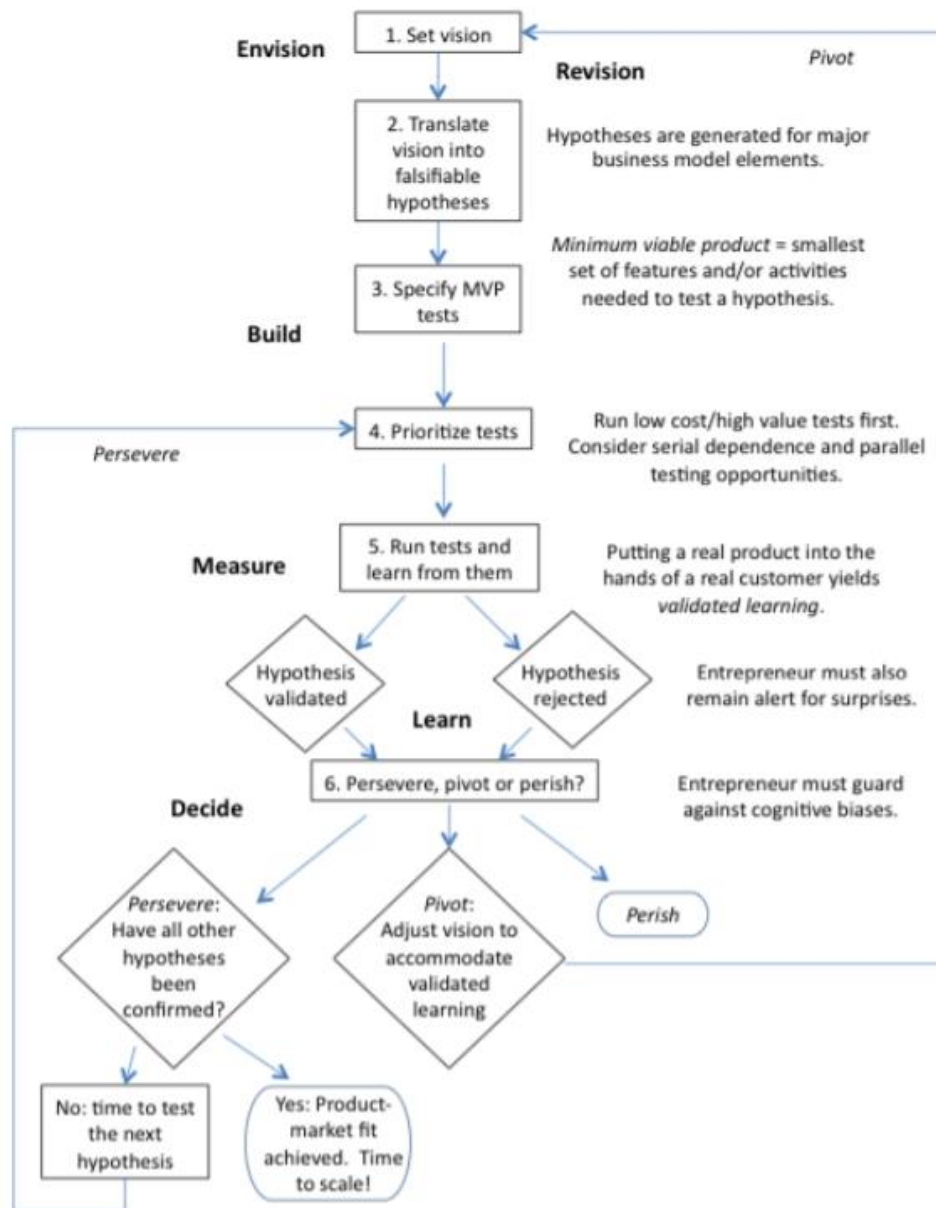 1. Set vision
Envision
Pivot
Revision
2. Translate
vision into
falsifiable
hypotheses
Hypotheses are generated for major
business model elements.
Minimum viable product = smallest
set of features and/or activities
needed to test a hypothesis.
3. Specify MVP
tests
Build
4. Prioritize tests
Persevere
Run low cost/high value tests first.
Consider serial dependence and parallel
testing opportunities.
5. Run tests and
learn from them
Measure
Putting a real product into the
hands of a real customer yields
validated learning.
Hypothesis
validated
Hypothesis
rejected
Entrepreneur must also
remain alert for surprises.
Learn
6. Persevere, pivot or perish?
Entrepreneur must guard
against cognitive biases.
Decide
Persevere:
Have all other
hypotheses
been
confirmed?
Pivot:
Adjust vision to
accommodate
validated
learning
Perish
No: time to test
the next
hypothesis
Yes: Product-
market fit
achieved. Time
to scale!